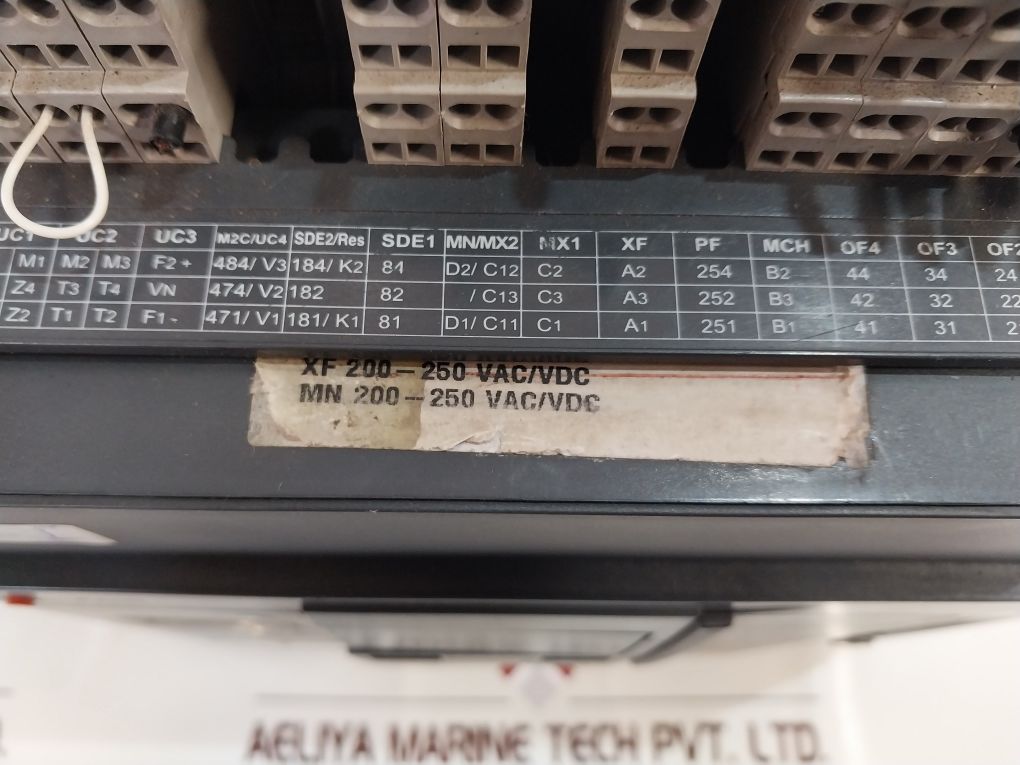 UC1 UC2 UC3 M2C/UC4 SDE2/Res SDE1 MN/MX2 MX1 XF PF MCH OF4 OF3 OF2
M1 M2 M3 F2 + 484/ V3 184/ K2 84 D2/ C12 C2 A2 254 B2 44 34 24
Z4 T3 T4 VN 474/ V2 182 82 / C13 C3 A3 252 B3 42 32 22
Z2 T1 T2 F1 - 471/ V1 181/ K1 81 D1/ C11 C1 A1 251 B1 41 31
XF 200 – 250 VAC/VDC
MN 200 – 250 VAC/VDC
AELIYA MARINE TECH PVT. LTD.